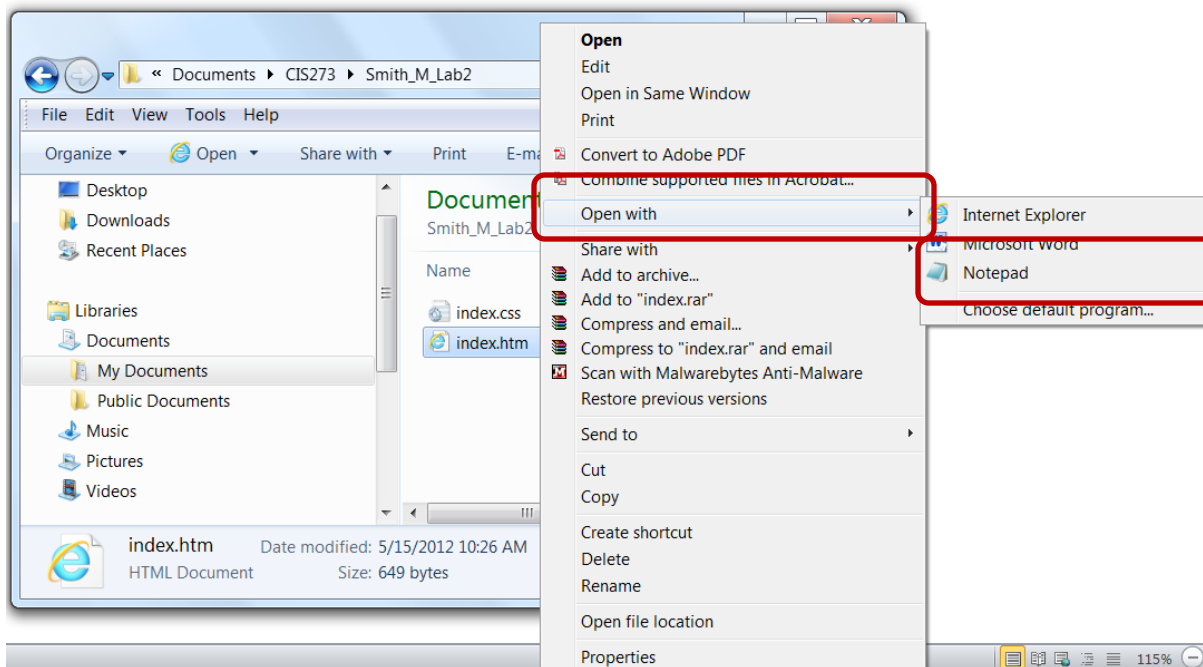 « Documents ▸ CIS273 ▸ Smith_M_Lab2
File Edit View Tools Help
Organize Open Share with Print E-ma
Desktop
Downloads
Recent Places
Libraries
Documents
My Documents
Public Documents
Music
Pictures
Videos
Document
Smith_M_Lab2
Name
index.css
index.htm
index.htm Date modified: 5/15/2012 10:26 AM
HTML Document Size: 649 bytes
Open
Edit
Open in Same Window
Print
Convert to Adobe PDF
Combine supported files in Acrobat...
Open with
Share with
Add to archive...
Add to "index.rar"
Compress and email...
Compress to "index.rar" and email
Scan with Malwarebytes Anti-Malware
Restore previous versions
Send to
Cut
Copy
Create shortcut
Delete
Rename
Open file location
Properties
Internet Explorer
Microsoft Word
Notepad
Choose default program...
115%